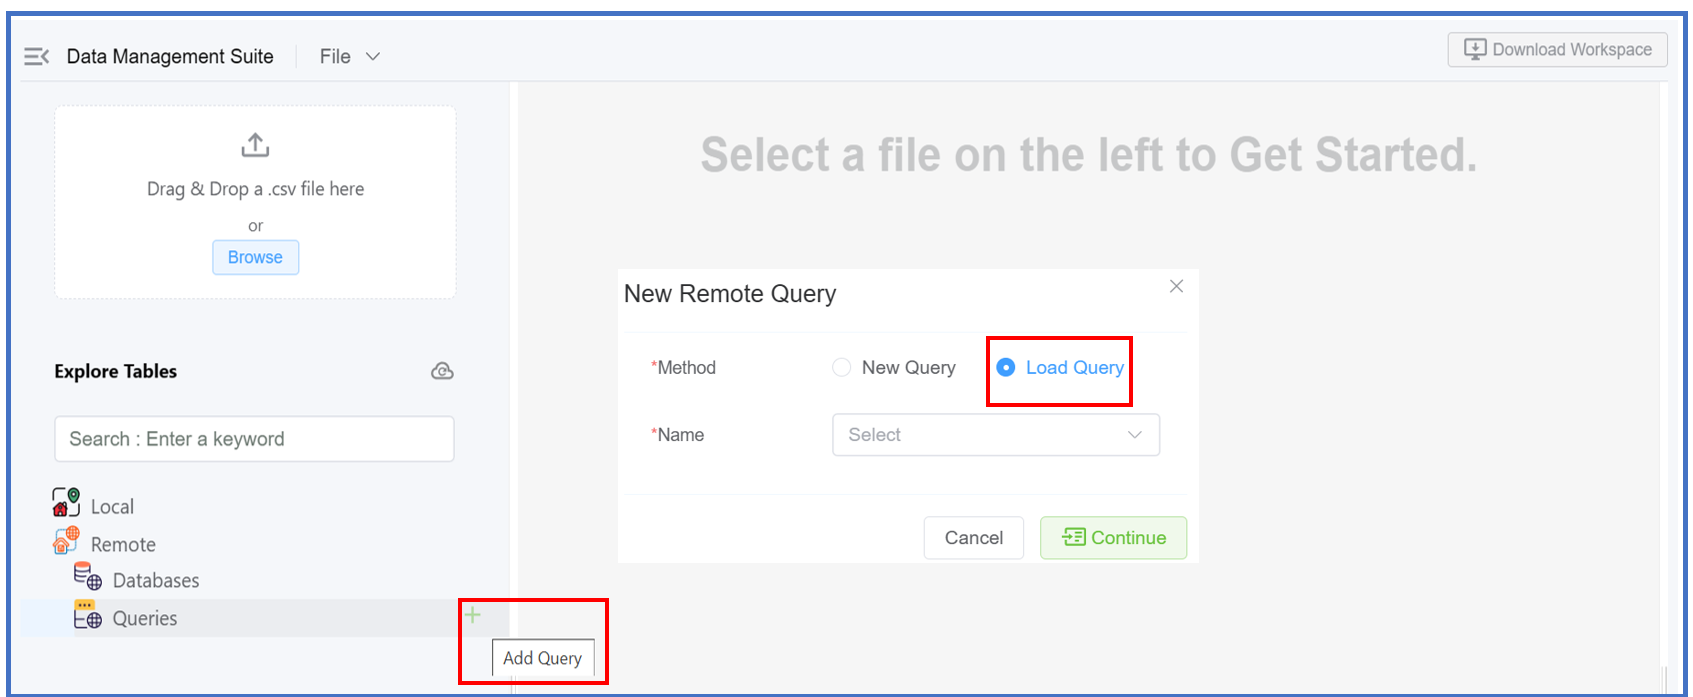 Data Management Suite
File
Download Workspace
Drag & Drop a .csv file here
or
Browse
Select a file on the left to Get Started.
New Remote Query
*Method
New Query
Load Query
*Name
Select
Cancel
Continue
Explore Tables
Search : Enter a keyword
Local
Remote
Databases
Queries
Add Query